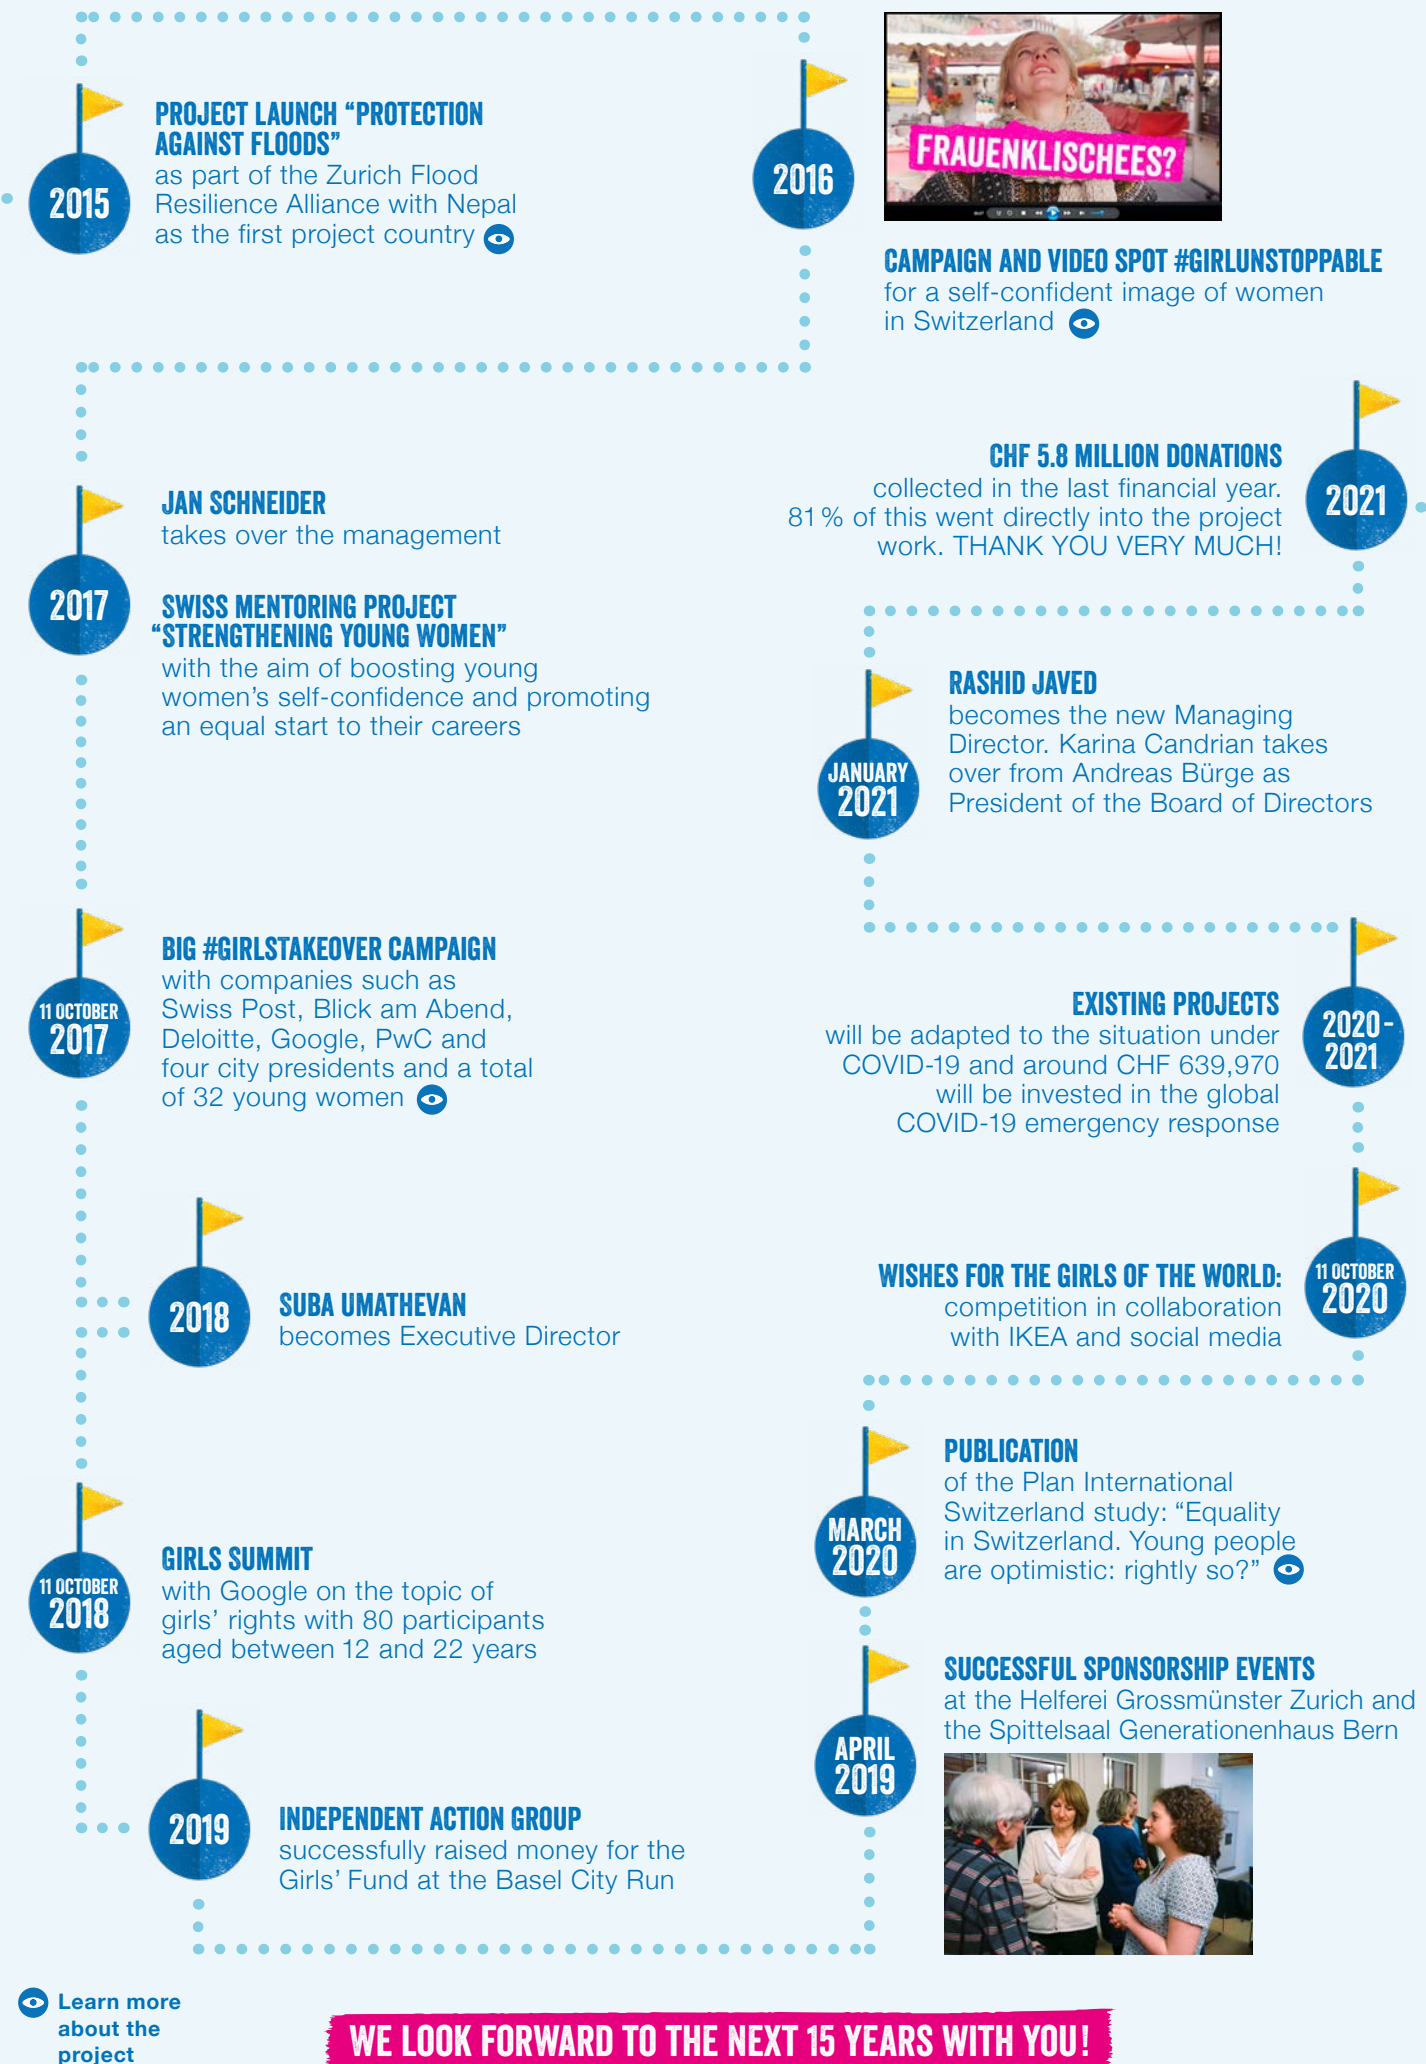 2015
PROJECT LAUNCH “PROTECTION
AGAINST FLOODS”
as part of the Zurich Flood
Resilience Alliance with Nepal
as the first project country
2016
FRAUENKLISCHEES?
CAMPAIGN AND VIDEO SPOT #GIRLUNSTOPPABLE
for a self-confident image of women
in Switzerland
2017
JAN SCHNEIDER
takes over the management
SWISS MENTORING PROJECT
“STRENGTHENING YOUNG WOMEN”
with the aim of boosting young
women’s self-confidence and promoting
an equal start to their careers
11 OCTOBER
2017
BIG #GIRLSTAKEOVER CAMPAIGN
with companies such as
Swiss Post, Blick am Abend,
Deloitte, Google, PwC and
four city presidents and a total
of 32 young women
2018
SUBA UMATHEVAN
becomes Executive Director
11 OCTOBER
2018
GIRLS SUMMIT
with Google on the topic of
girls’ rights with 80 participants
aged between 12 and 22 years
2019
INDEPENDENT ACTION GROUP
successfully raised money for the
Girls’ Fund at the Basel City Run
APRIL
2019
SUCCESSFUL SPONSORSHIP EVENTS
at the Helferei Grossmünster Zurich and
the Spittelsaal Generationenhaus Bern
MARCH
2020
PUBLICATION
of the Plan International
Switzerland study: “Equality
in Switzerland. Young people
are optimistic: rightly so?”
11 OCTOBER
2020
WISHES FOR THE GIRLS OF THE WORLD:
competition in collaboration
with IKEA and social media
2020-
2021
EXISTING PROJECTS
will be adapted to the situation under
COVID-19 and around CHF 639,970
will be invested in the global
COVID-19 emergency response
JANUARY
2021
RASHID JAVED
becomes the new Managing
Director. Karina Candrian takes
over from Andreas Bürge as
President of the Board of Directors
2021
CHF 5.8 MILLION DONATIONS
collected in the last financial year.
81 % of this went directly into the project
work. THANK YOU VERY MUCH!
Learn more
about the
project
WE LOOK FORWARD TO THE NEXT 15 YEARS WITH YOU!